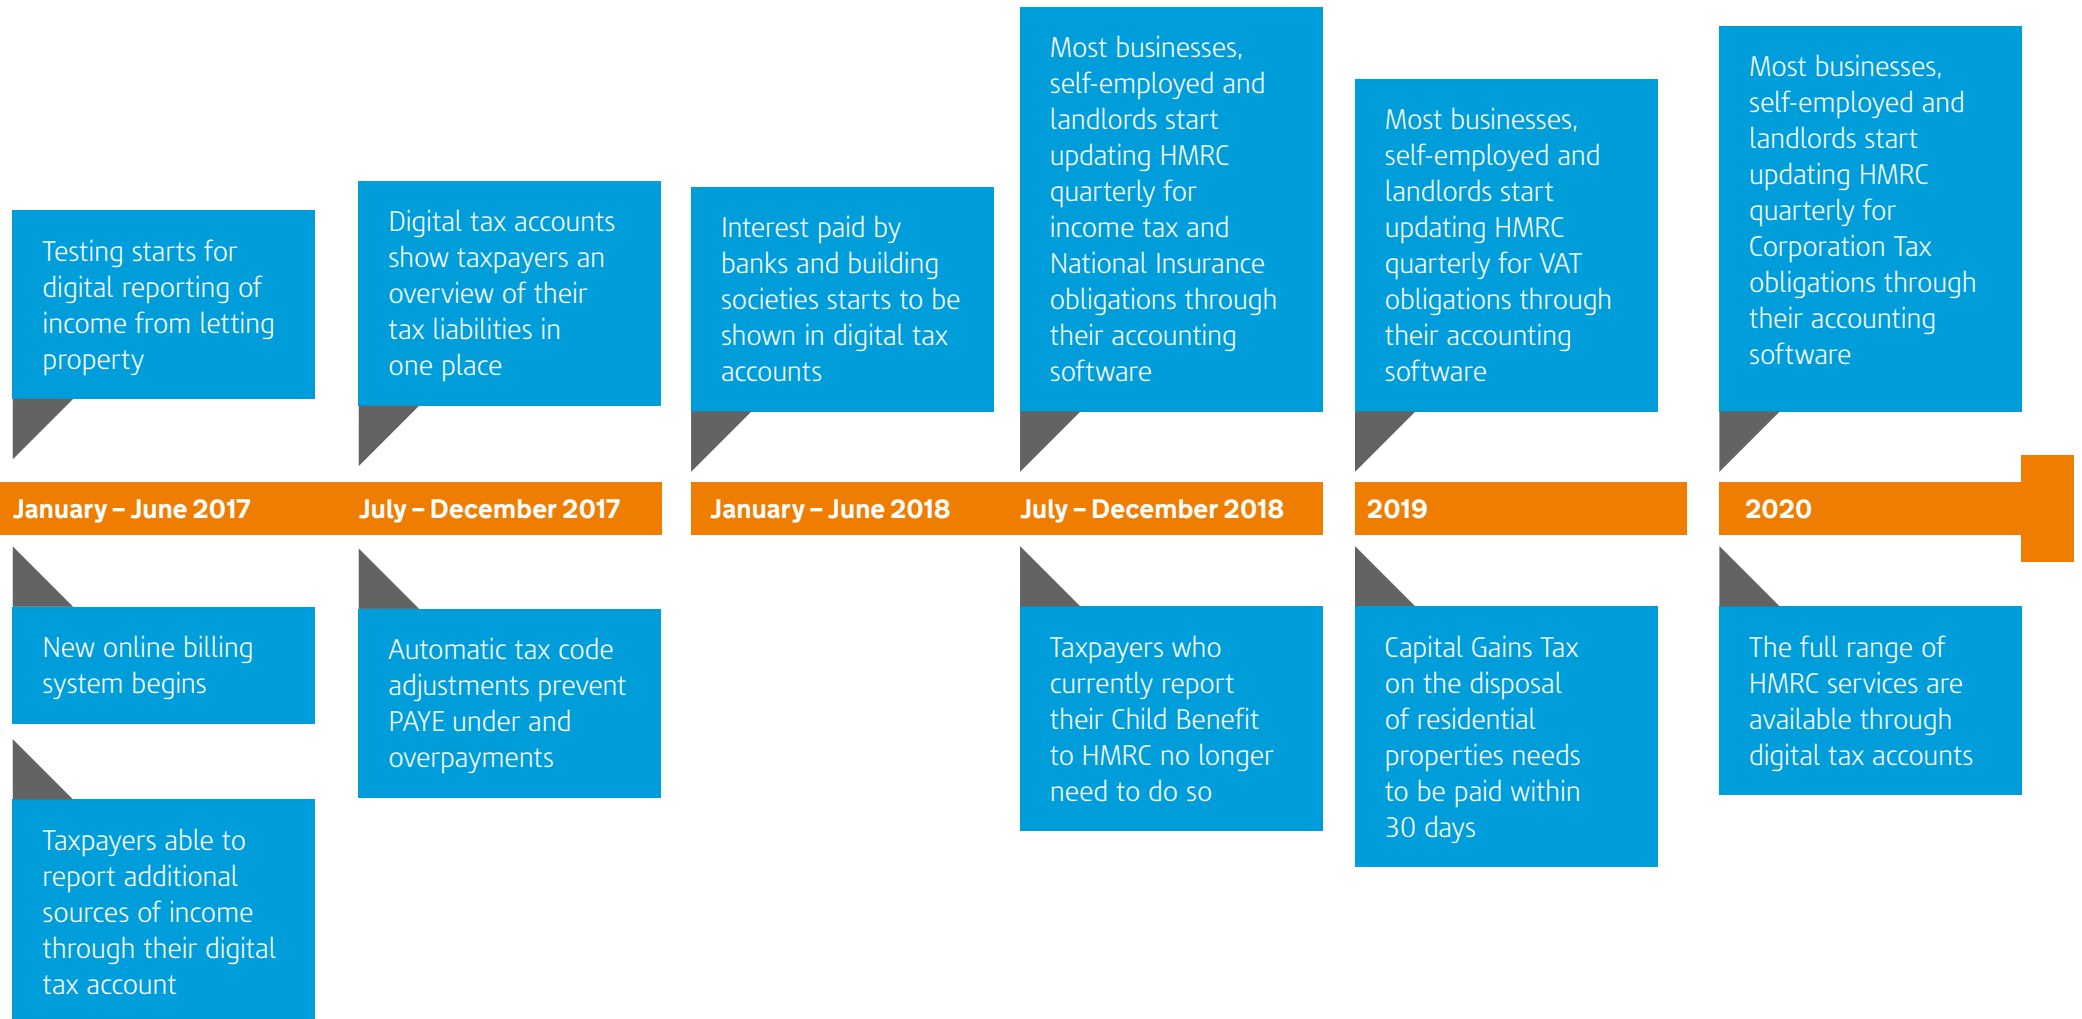 Testing starts for
digital reporting of
income from letting
property
Digital tax accounts
show taxpayers an
overview of their
tax liabilities in
one place
Interest paid by
banks and building
societies starts to be
shown in digital tax
accounts
Most businesses,
self-employed and
landlords start
updating HMRC
quarterly for
income tax and
National Insurance
obligations through
their accounting
software
Most businesses,
self-employed and
landlords start
updating HMRC
quarterly for VAT
obligations through
their accounting
software
Most businesses,
self-employed and
landlords start
updating HMRC
quarterly for
Corporation Tax
obligations through
their accounting
software
January – June 2017
July – December 2017
January – June 2018
July – December 2018
2019
2020
New online billing
system begins
Taxpayers able to
report additional
sources of income
through their digital
tax account
Automatic tax code
adjustments prevent
PAYE under and
overpayments
Taxpayers who
currently report
their Child Benefit
to HMRC no longer
need to do so
Capital Gains Tax
on the disposal
of residential
properties needs
to be paid within
30 days
The full range of
HMRC services are
available through
digital tax accounts